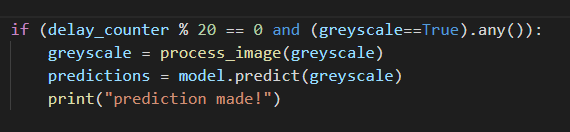 if (delay_counter % 20 == 0 and (greyscale==True).any()):
    greyscale = process_image(greyscale)
    predictions = model.predict(greyscale)
    print("prediction made!")